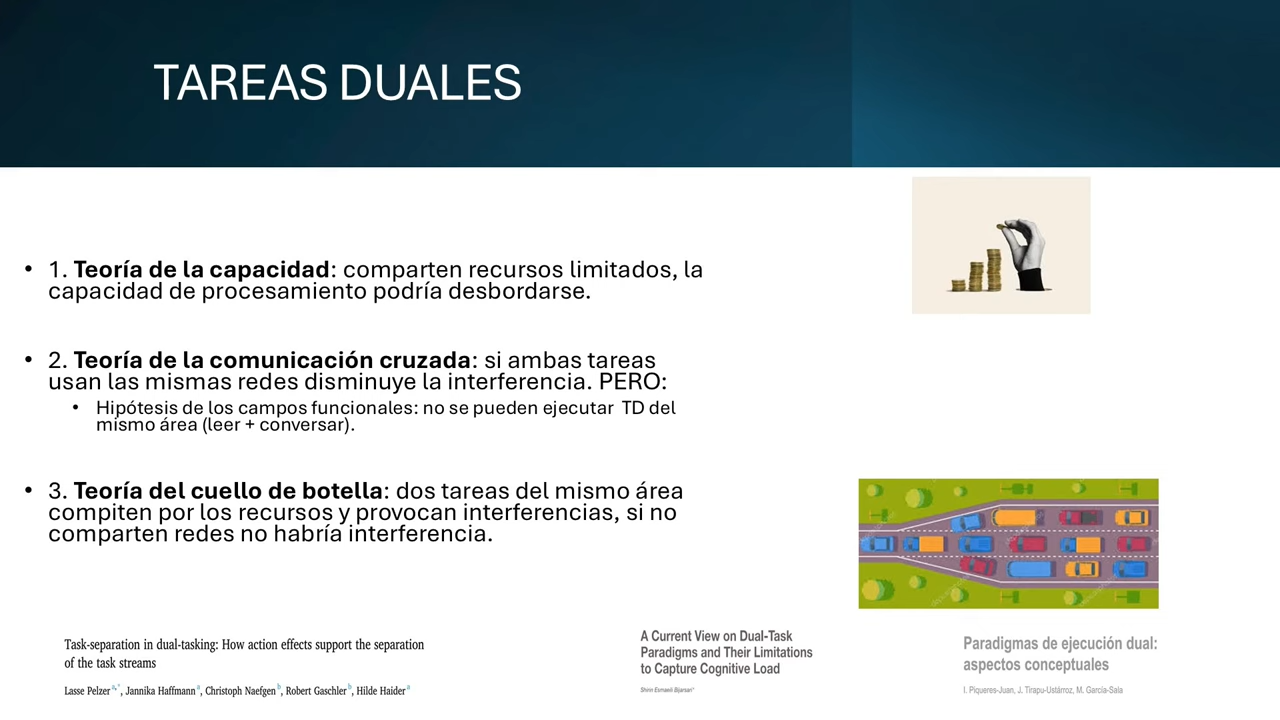 TAREAS DUALES
• 1. Teoría de la capacidad: comparten recursos limitados, la
capacidad de procesamiento podría desbordarse.
• 2. Teoría de la comunicación cruzada: si ambas tareas
usan las mismas redes disminuye la interferencia. PERO:
• Hipótesis de los campos funcionales: no se pueden ejecutar TD del
mismo área (leer + conversar).
• 3. Teoría del cuello de botella: dos tareas del mismo área
compiten por los recursos y provocan interferencias, si no
comparten redes no habría interferencia.
Task-separation in dual-tasking: How action effects support the separation
of the task streams
Lasse Pelzer a,*, Jannika Haffmann a, Christoph Naefgen b, Robert Gaschler b, Hilde Haider a
A Current View on Dual-Task
Paradigms and Their Limitations
to Capture Cognitive Load
Shirin Esmaeili Bijarsari*
Paradigmas de ejecución dual:
aspectos conceptuales
I. Piqueres-Juan, J. Tirapu-Ustárroz, M. García-Sala